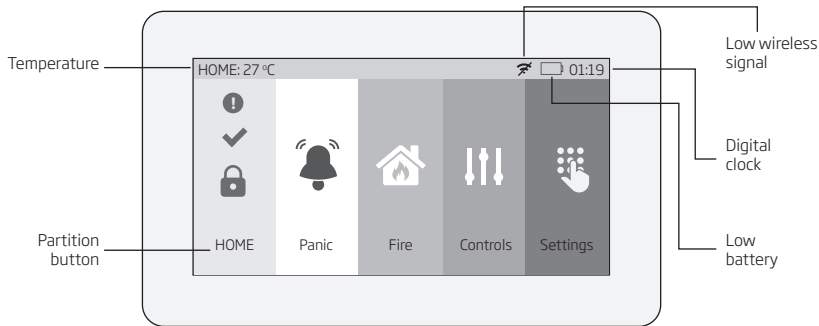 Low wireless
signal
Temperature
HOME: 27 ºC
01:19
Digital
clock
Partition
button
HOME
Panic
Fire
Controls
Settings
Low
battery